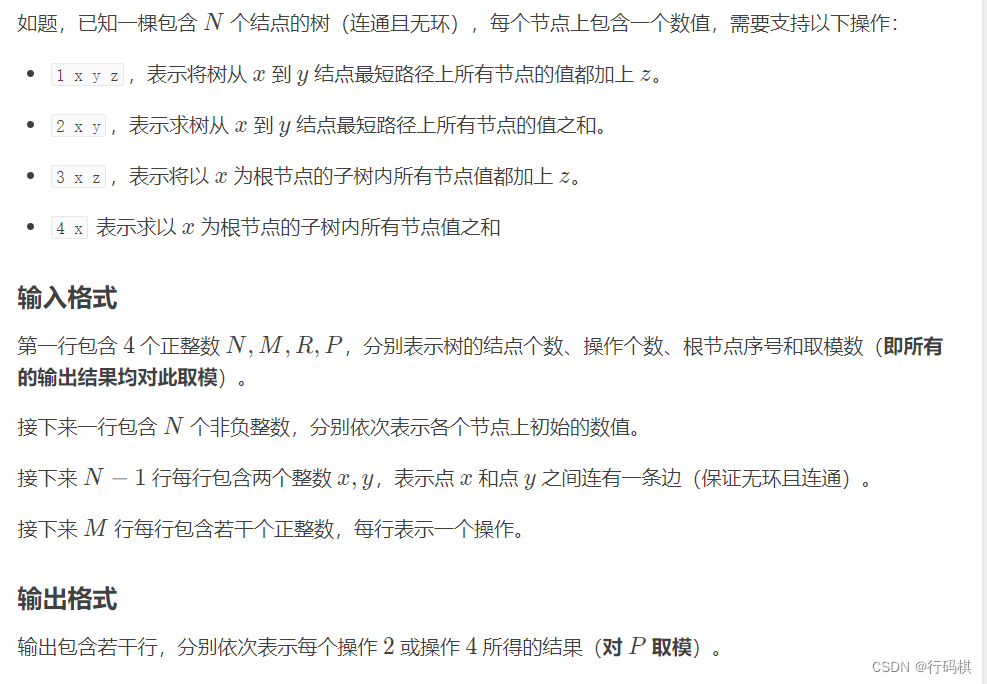 如题，已知一棵包含 N 个结点的树（连通且无环），每个节点上包含一个数值，需要支持以下操作：
• 1 x y z ，表示将树从 x 到 y 结点最短路径上所有节点的值都加上 z。
• 2 x y ，表示求树从 x 到 y 结点最短路径上所有节点的值之和。
• 3 x z ，表示将以 x 为根节点的子树内所有节点值都加上 z。
• 4 x 表示求以 x 为根节点的子树内所有节点值之和
输入格式
第一行包含 4 个正整数 N, M, R, P，分别表示树的结点个数、操作个数、根节点序号和取模数（即所有
的输出结果均对此取模）。
接下来一行包含 N 个非负整数，分别依次表示各个节点上初始的数值。
接下来 N − 1 行每行包含两个整数 x, y，表示点 x 和点 y 之间连有一条边（保证无环且连通）。
接下来 M 行每行包含若干个正整数，每行表示一个操作。
输出格式
输出包含若干行，分别依次表示每个操作 2 或操作 4 所得的结果（对 P 取模）。
CSDN @行码棋